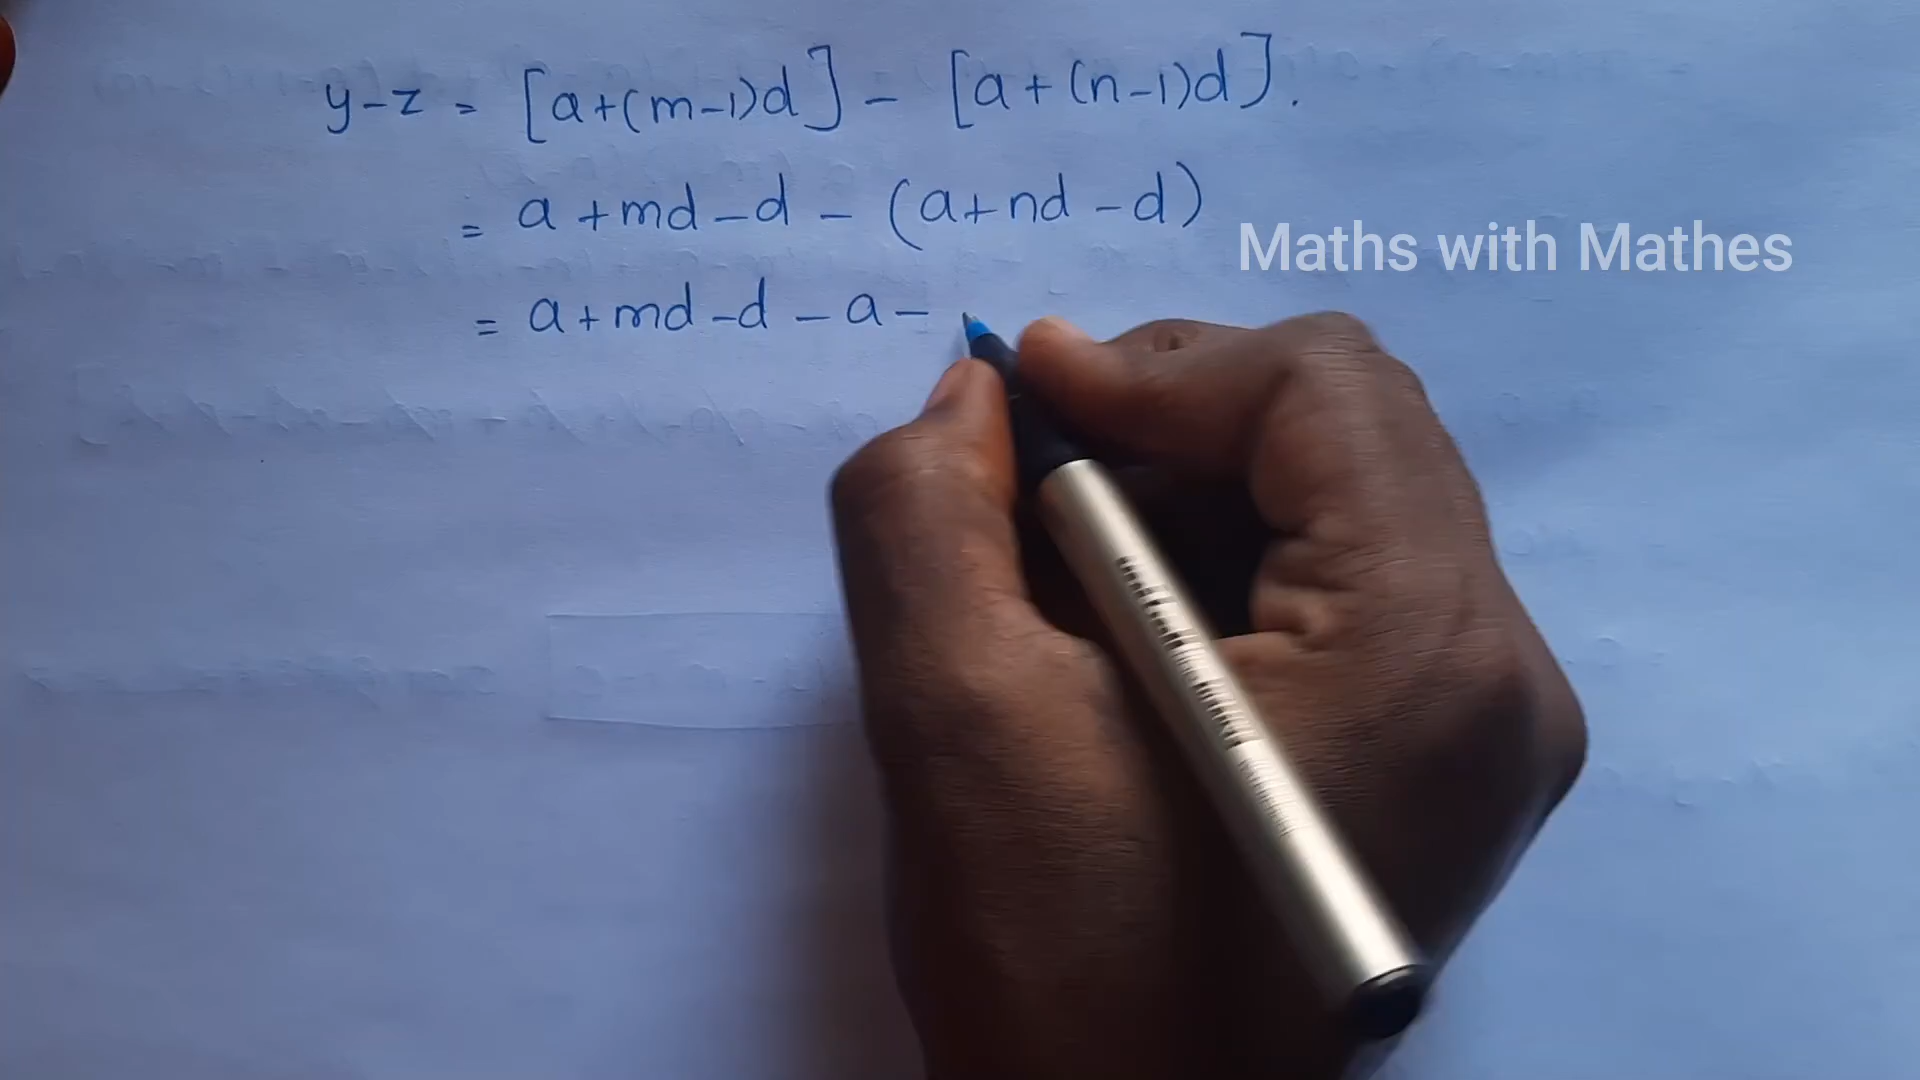 y-z = [a+(m-1)d] - [a+(n-1)d].
= a+md-d - (a+nd-d)
Maths with Mathes
= a+md-d - a -